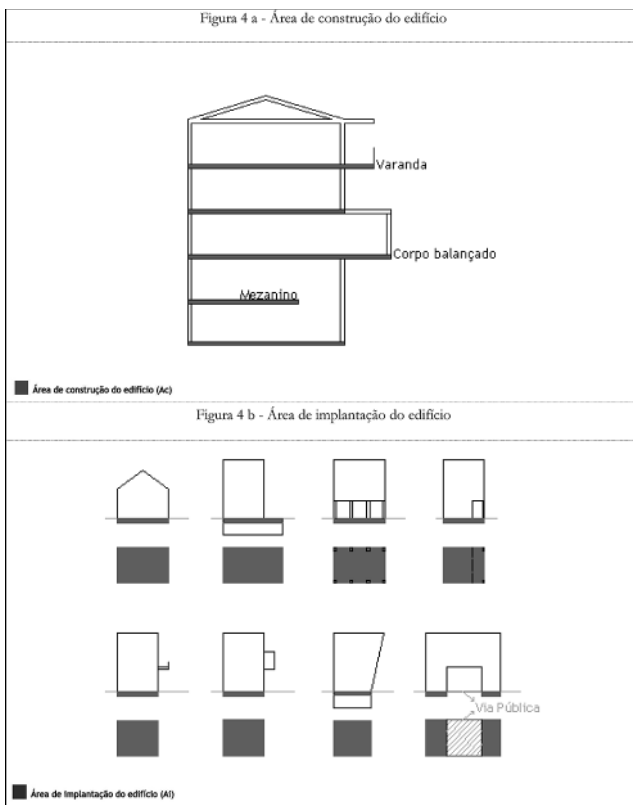 Figura 4 a - Área de construção do edifício
Varanda
Corpo balançado
Mezanino
Área de construção do edifício (Ac)
Figura 4 b - Área de implantação do edifício
Via Pública
Área de implantação do edifício (Ai)